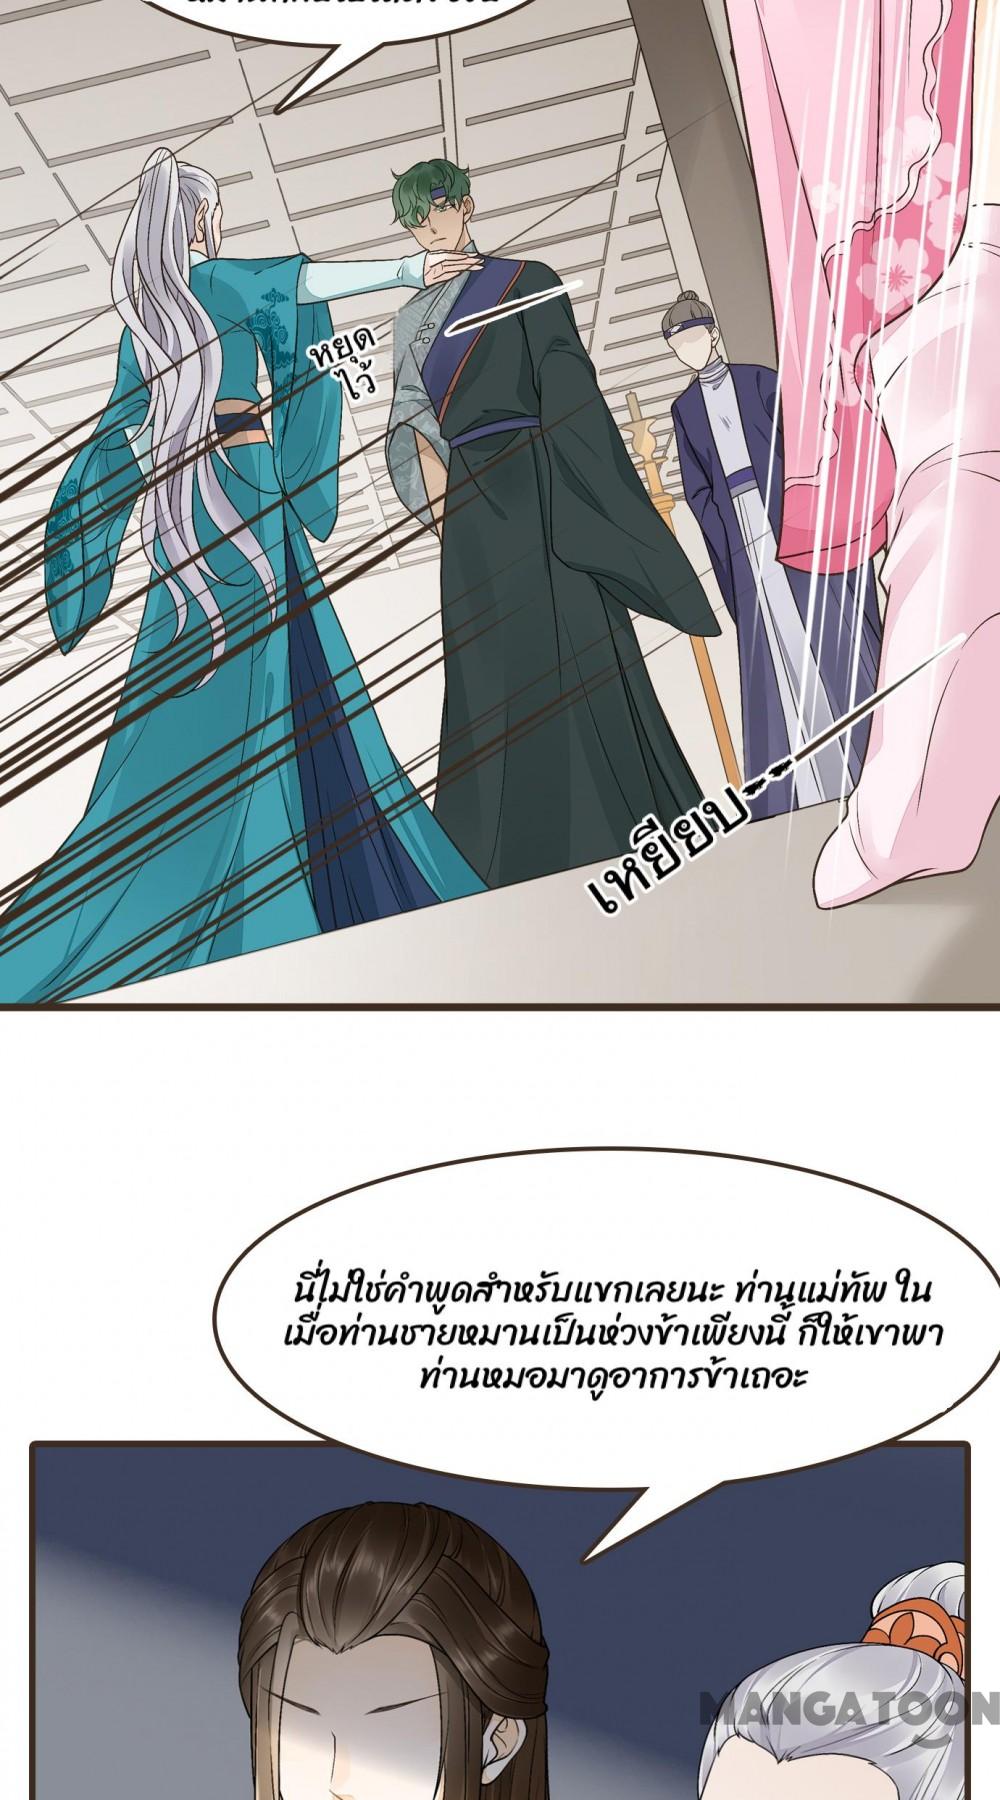 หยุด
ไว้
เหยียบ---
นี่ไม่ใช่คำพูดสำหรับแขกเลยนะ ท่านแม่ทัพ ใน
เมื่อท่านชายหมานเป็นห่วงข้าเพียงนี้ ก็ให้เขาพา
ท่านหมอมาดูอาการข้าเถอะ
MANGATOON